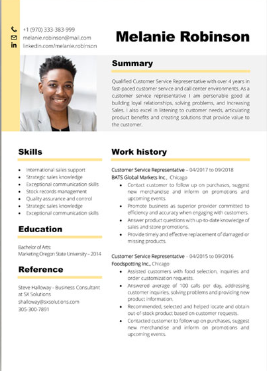 +1 (970) 333 383-999
melanie.robinson@mail.com
linkedin.com/melanie.robinson
Melanie Robinson
Summary
Qualified Customer Service Representative with over 4 years in
fast-paced customer service and call center environments. As a
customer service representative I am personable good at
building loyal relationships, solving problems, and increasing
Sales. I also excel in listening to customer needs, articulating
product benefits and creating solutions that provide value to
the customer.
Skills
International sales support
Strategic sales knowledge
Exceptional communication skills
Stock records management
Quality assurance and control
Strategic sales knowledge
Exceptional communication skills
Education
Bachelor of Arts
Marketing Oregon State University - 2014
Reference
Steve Halloway - Business Consultant
at SK Solutions
shalloway@sksolutions.com
305-300-7891
Work history
Customer Service Representative - 04/2017 to 09/2018
BATS Global Markets Inc., Chicago
Contact customer to follow up on purchases, suggest
new merchandise and inform on promotions and
upcoming events.
Promote business as superior provider committed to
efficiency and accuracy when engaging with customers.
Answer product questions with up-to-date knowledge of
sales and store promotions.
Provide timely and effective replacement of damaged or
missing products.
Customer Service Representative - 04/2015 to 09/2016
Foodspotting Inc., Chicago
Assisted customers with food selection, inquiries and
order customization requests.
Answered average of 100 calls per day, addressing
customer inquiries, solving problems and providing new
product information.
Recommended, selected and helped locate and obtain
out-of-stock product based on customer requests.
Contacted customer to follow up on purchases, suggest
new merchandise and inform on promotions and
upcoming events.